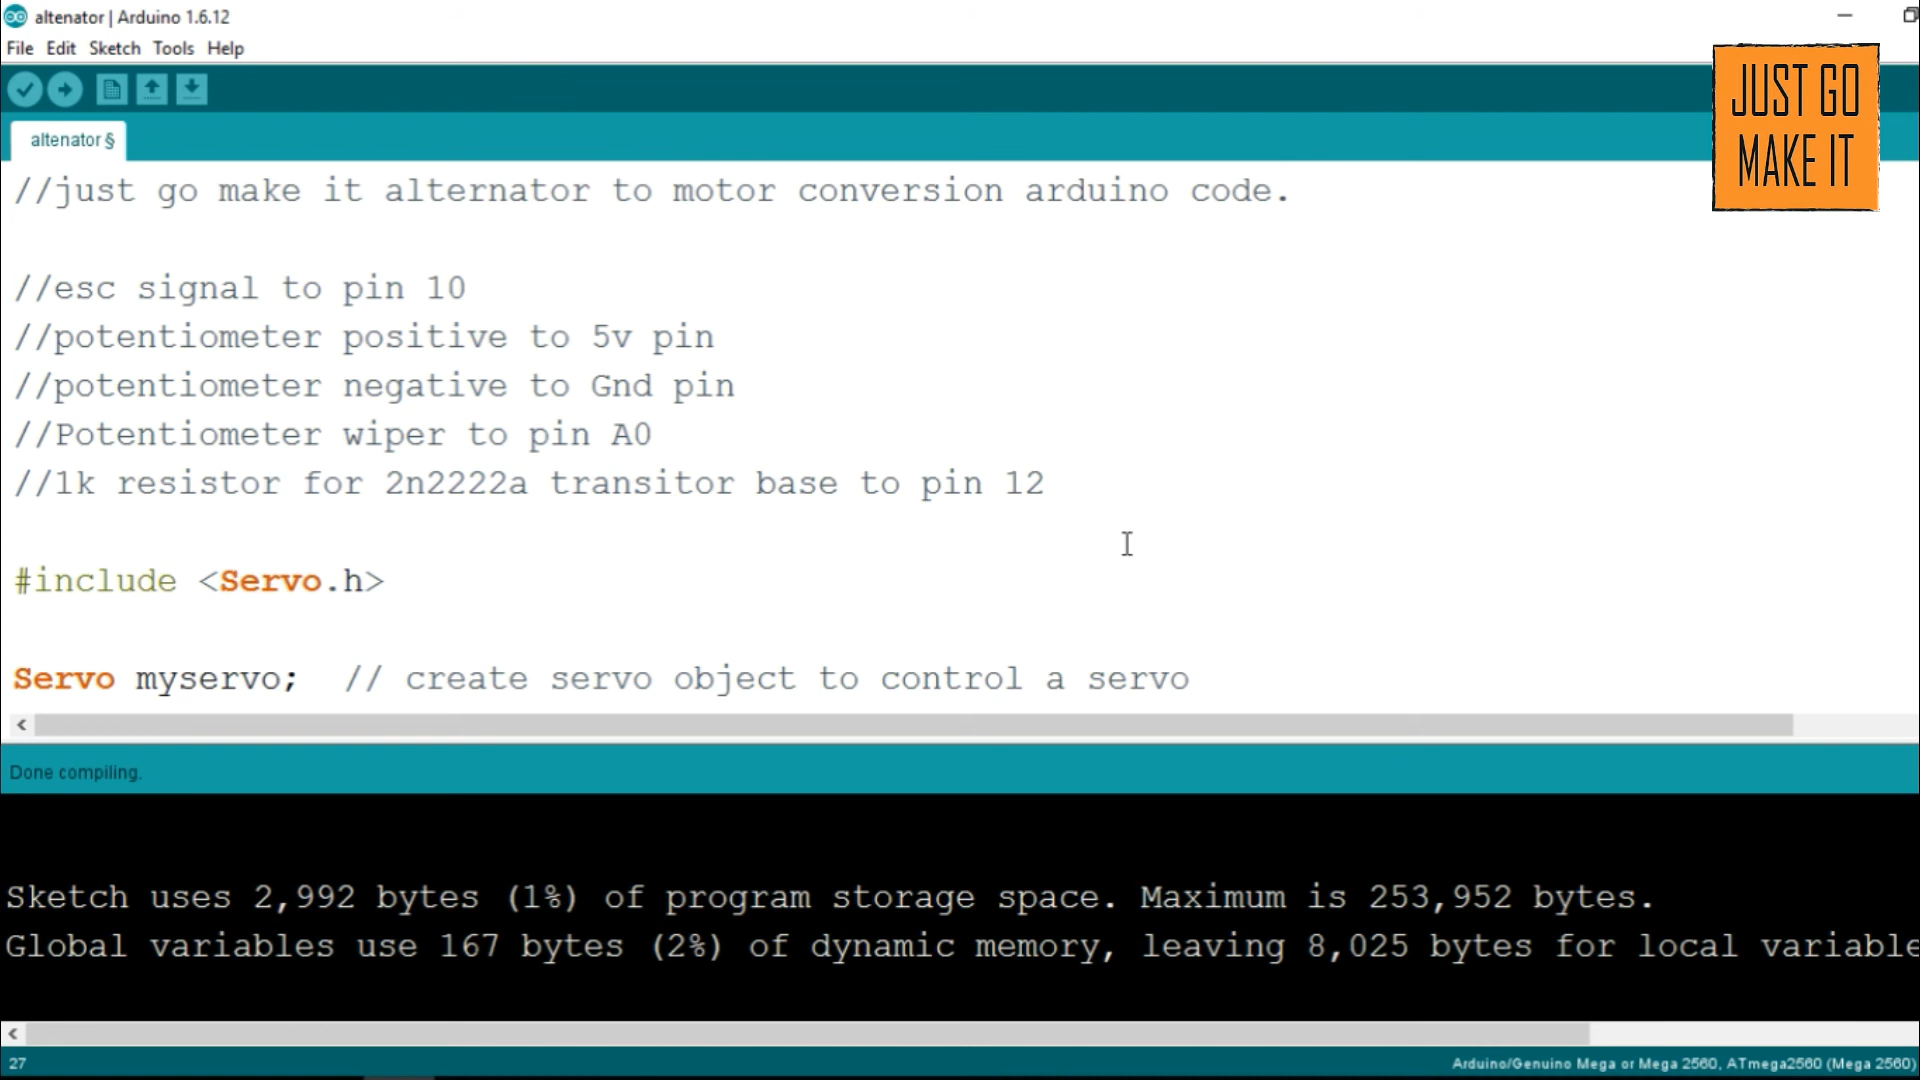 altenator | Arduino 1.6.12
File Edit Sketch Tools Help
JUST GO
MAKE IT
altenator §
//just go make it alternator to motor conversion arduino code.
//esc signal to pin 10
//potentiometer positive to 5v pin
//potentiometer negative to Gnd pin
//Potentiometer wiper to pin A0
//1k resistor for 2n2222a transitor base to pin 12
#include <Servo.h>
Servo myservo;  // create servo object to control a servo
Done compiling.
Sketch uses 2,992 bytes (1%) of program storage space. Maximum is 253,952 bytes.
Global variables use 167 bytes (2%) of dynamic memory, leaving 8,025 bytes for local variable
27
Arduino/Genuino Mega or Mega 2560, ATmega2560 (Mega 2560)